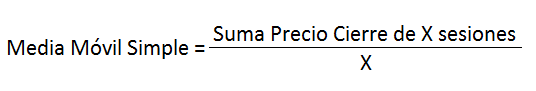 Media Móvil Simple = Suma Precio Cierre de X sesiones
X